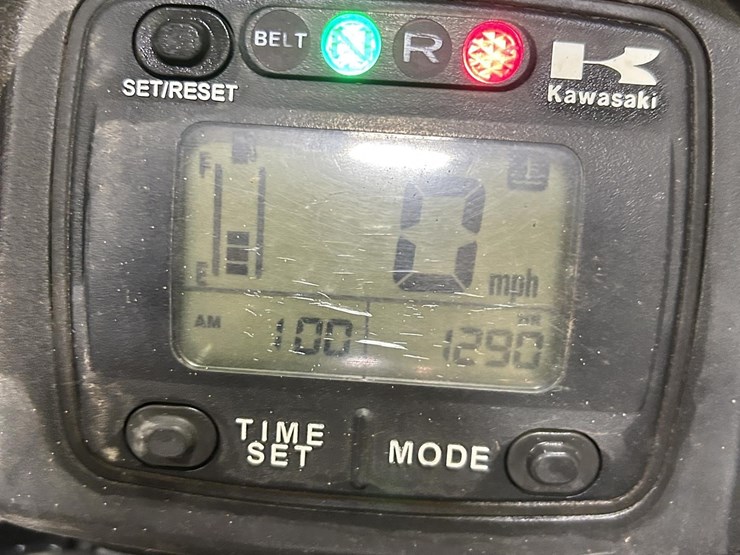 BELT N R
SET/RESET
Kawasaki
F
0 mph
E
AM 1 00
HR
1290
TIME SET
MODE